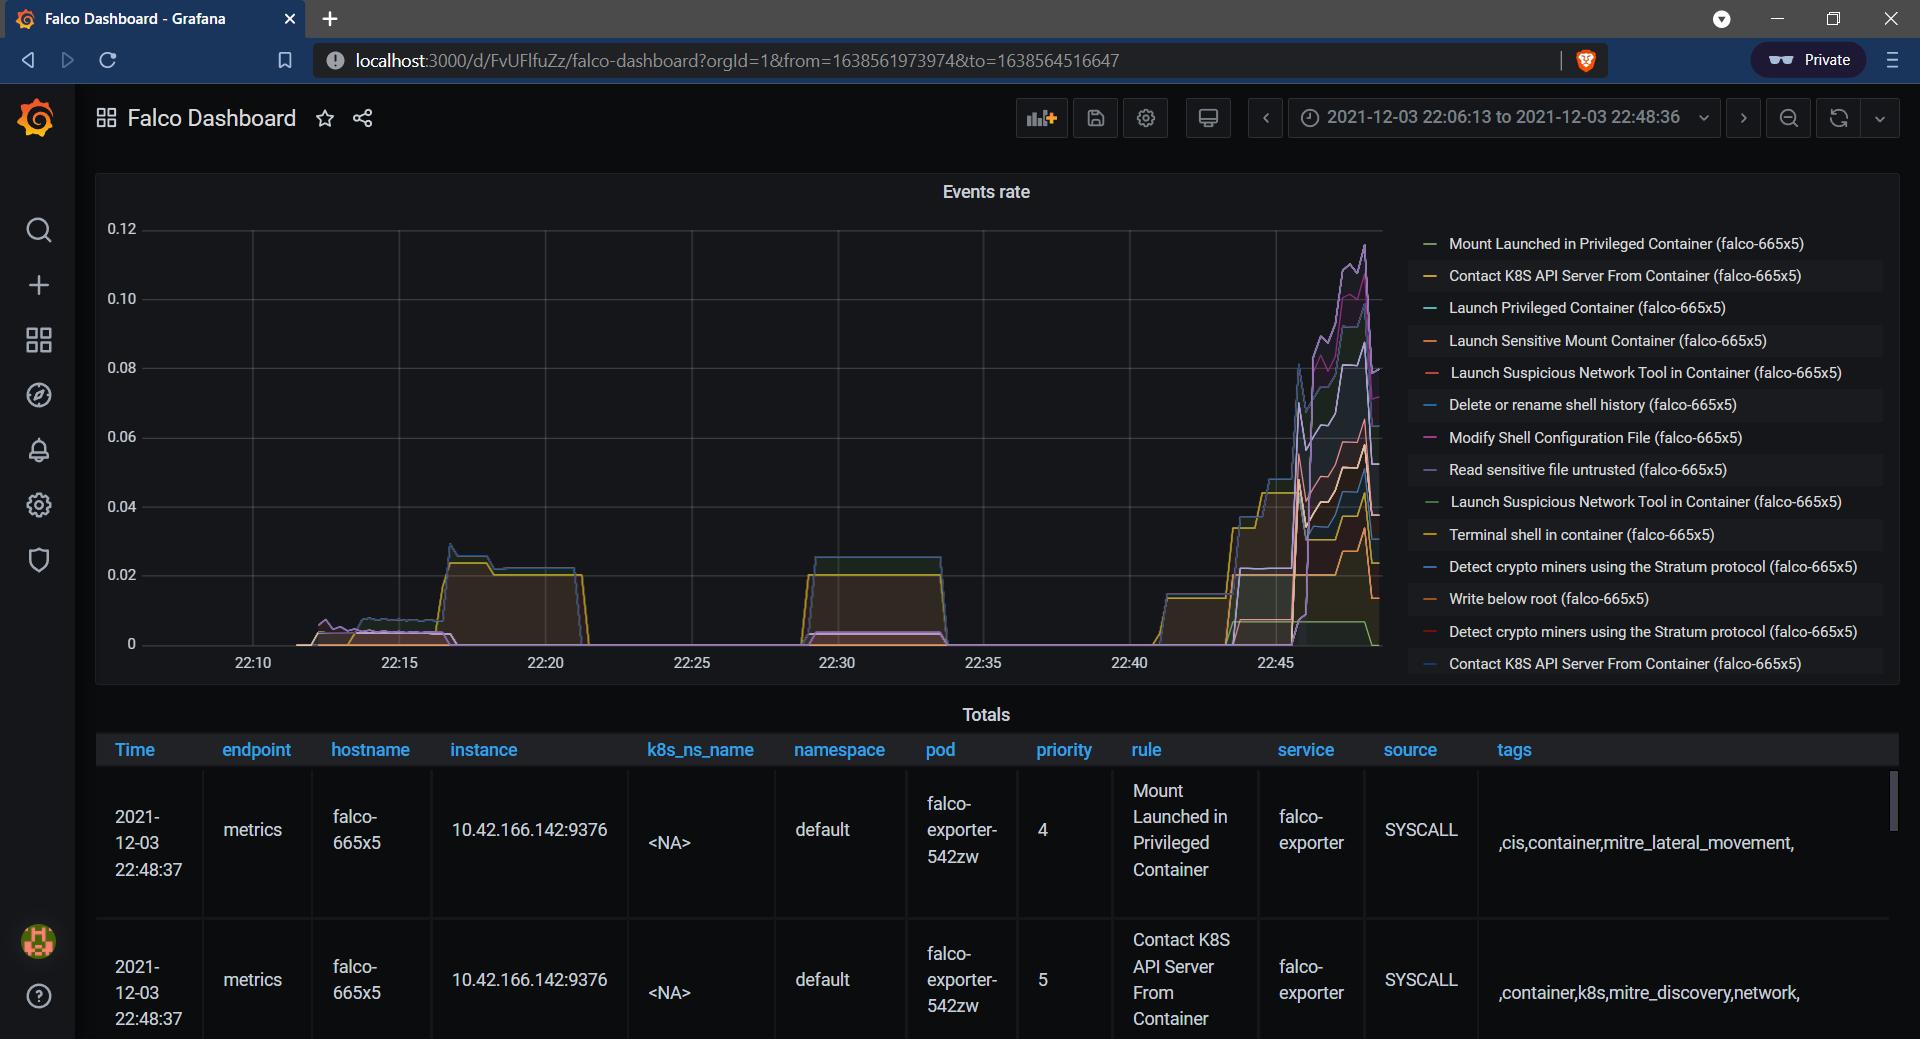 Falco Dashboard - Grafana
localhost:3000/d/FvUFlfuZz/falco-dashboard?orgId=1&from=1638561973974&to=1638564516647
Private
Falco Dashboard
2021-12-03 22:06:13 to 2021-12-03 22:48:36
Events rate
0.12
0.10
0.08
0.06
0.04
0.02
0
22:10
22:15
22:20
22:25
22:30
22:35
22:40
22:45
Mount Launched in Privileged Container (falco-665x5)
Contact K8S API Server From Container (falco-665x5)
Launch Privileged Container (falco-665x5)
Launch Sensitive Mount Container (falco-665x5)
Launch Suspicious Network Tool in Container (falco-665x5)
Delete or rename shell history (falco-665x5)
Modify Shell Configuration File (falco-665x5)
Read sensitive file untrusted (falco-665x5)
Launch Suspicious Network Tool in Container (falco-665x5)
Terminal shell in container (falco-665x5)
Detect crypto miners using the Stratum protocol (falco-665x5)
Write below root (falco-665x5)
Detect crypto miners using the Stratum protocol (falco-665x5)
Contact K8S API Server From Container (falco-665x5)
Totals
Time endpoint hostname instance k8s_ns_name namespace pod priority rule service source tags
2021-
12-03
22:48:37
metrics
falco-
665x5
10.42.166.142:9376
<NA>
default
falco-
exporter-
542zw
4
Mount
Launched in
Privileged
Container
falco-
exporter
SYSCALL
,cis,container,mitre_lateral_movement,
2021-
12-03
22:48:37
metrics
falco-
665x5
10.42.166.142:9376
<NA>
default
falco-
exporter-
542zw
5
Contact K8S
API Server
From
Container
falco-
exporter
SYSCALL
,container,k8s,mitre_discovery,network,